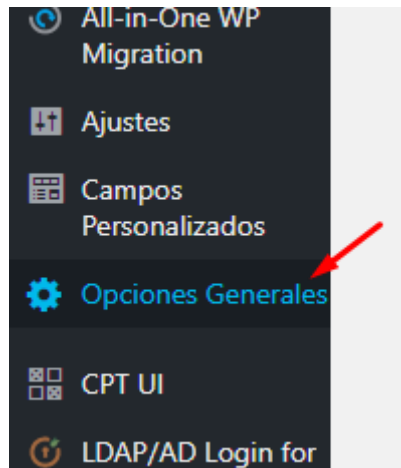 All-in-One WP
Migration
Ajustes
Campos
Personalizados
Opciones Generales
CPT UI
LDAP/AD Login for